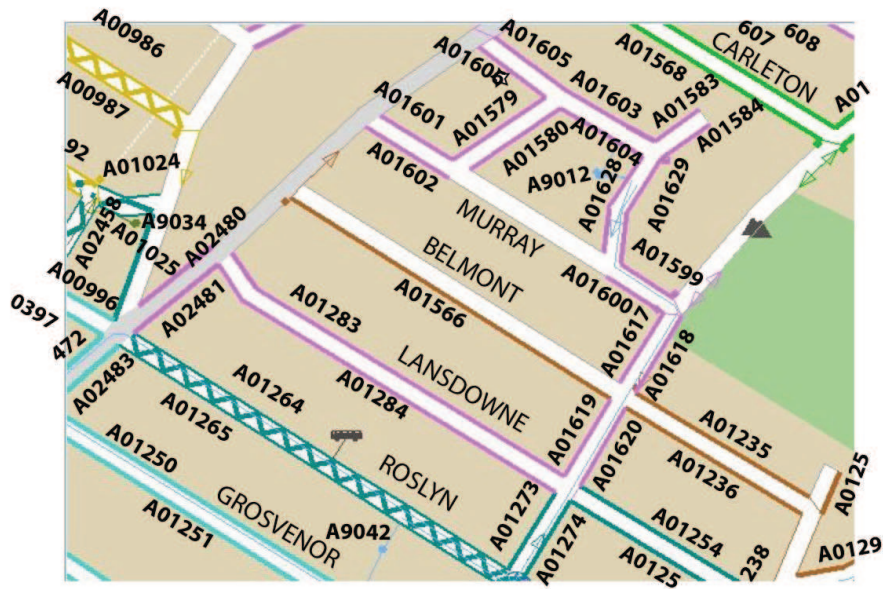 A00986
A01605
607
608
A01605
A01568
CARLETON
A00987
A01583
A01
A01601
A01579
A01603
A01584
92
A01580
A01604
A01024
A01602
A9012
A01628
A01629
A02458
A9034
A02480
MURRAY
A01025
BELMONT
A01599
A00996
A01600
0397
A02481
A01283
A01566
A01617
472
A01618
A02483
A01264
A01284
LANSDOWNE
A01619
A01235
A01265
A01620
A01250
ROSLYN
A01236
A0125
A01273
GROSVENOR
A9042
A01251
A01274
A01254
A0125
238
A0129